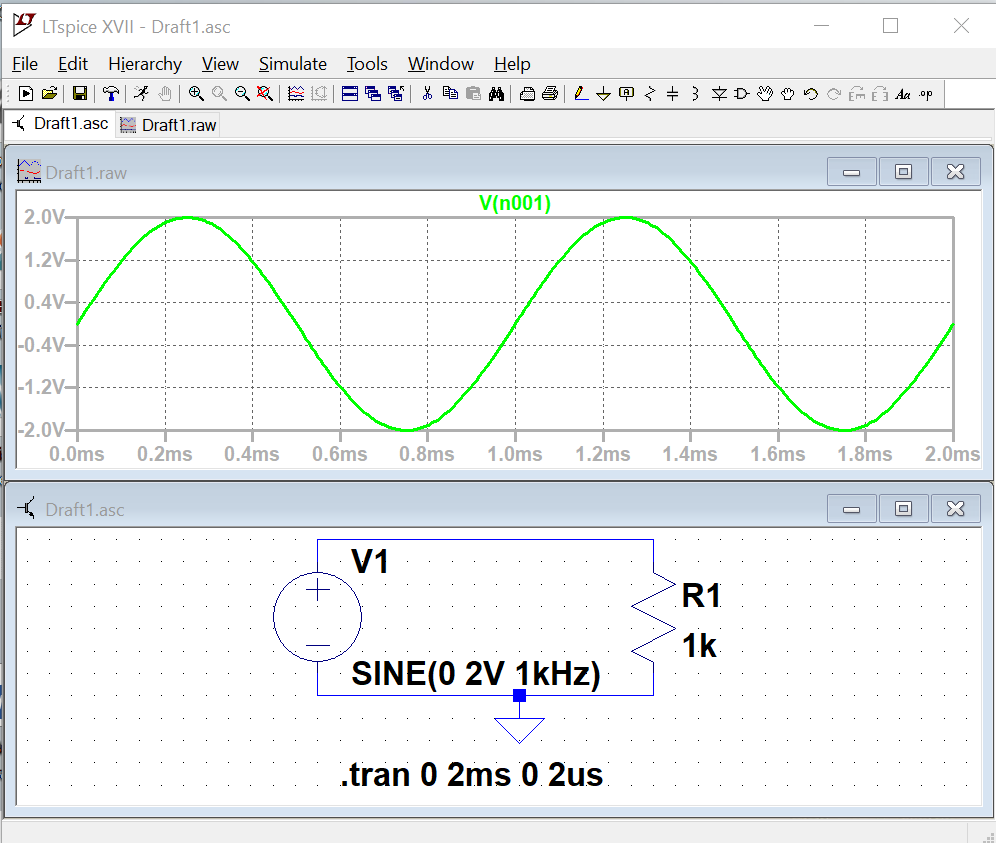 LTspice XVII - Draft1.asc
File Edit Hierarchy View Simulate Tools Window Help
Aa .op
Draft1.asc Draft1.raw
Draft1.raw
V(n001)
2.0V
1.2V
0.4V
-0.4V
-1.2V
-2.0V
0.0ms 0.2ms 0.4ms 0.6ms 0.8ms 1.0ms 1.2ms 1.4ms 1.6ms 1.8ms 2.0ms
Draft1.asc
V1
R1
1k
SINE(0 2V 1kHz)
.tran 0 2ms 0 2us